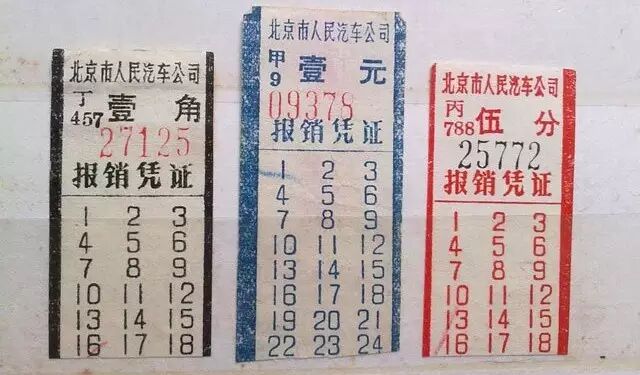 北京市人民汽车公司
丁
457
壹角
27125
报销凭证
1 2 3
4 5 6
7 8 9
10 11 12
13 14 15
16 17 18
北京市人民汽车公司
甲
9
壹元
09378
报销凭证
1 2 3
4 5 6
7 8 9
10 11 12
13 14 15
16 17 18
19 20 21
22 23 24
北京市人民汽车公司
丙
788
伍分
25772
报销凭证
1 2 3
4 5 6
7 8 9
10 11 12
13 14 15
16 17 18